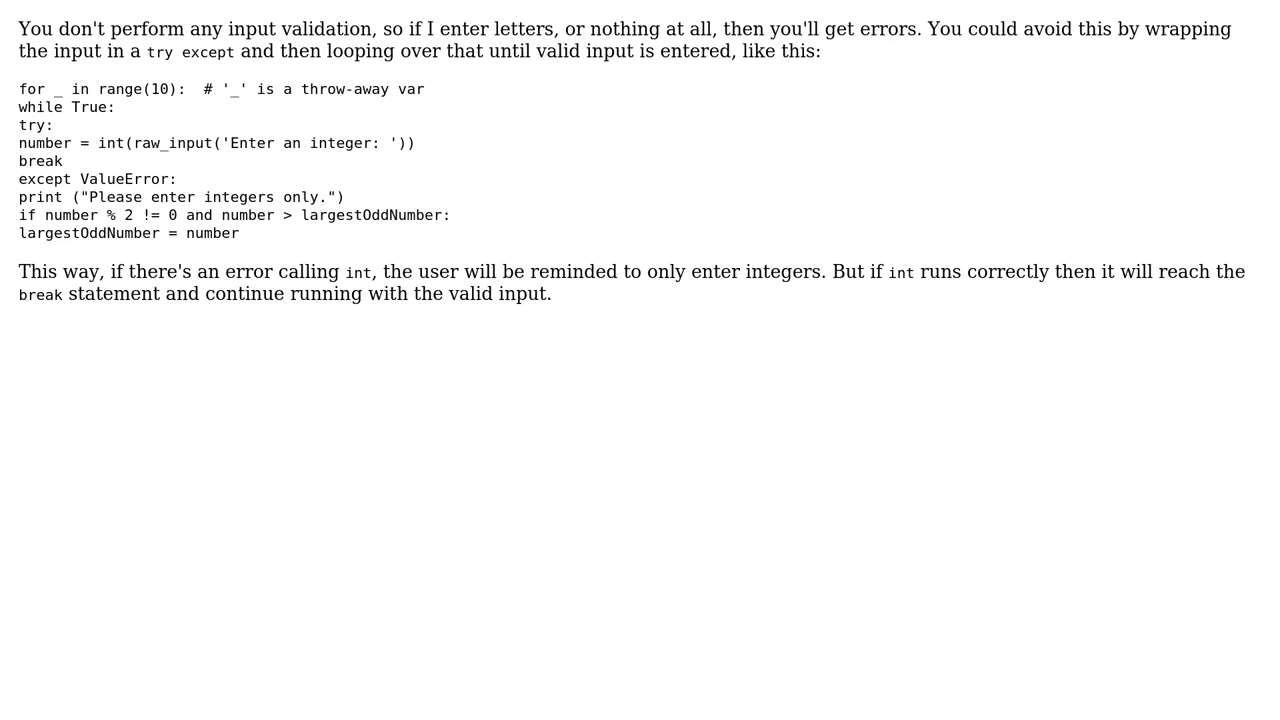 You don't perform any input validation, so if I enter letters, or nothing at all, then you'll get errors. You could avoid this by wrapping
the input in a try except and then looping over that until valid input is entered, like this:
for _ in range(10):  # '_' is a throw-away var
while True:
try:
number = int(raw_input('Enter an integer: '))
break
except ValueError:
print ("Please enter integers only.")
if number % 2 != 0 and number > largestOddNumber:
largestOddNumber = number
This way, if there's an error calling int, the user will be reminded to only enter integers. But if int runs correctly then it will reach the
break statement and continue running with the valid input.